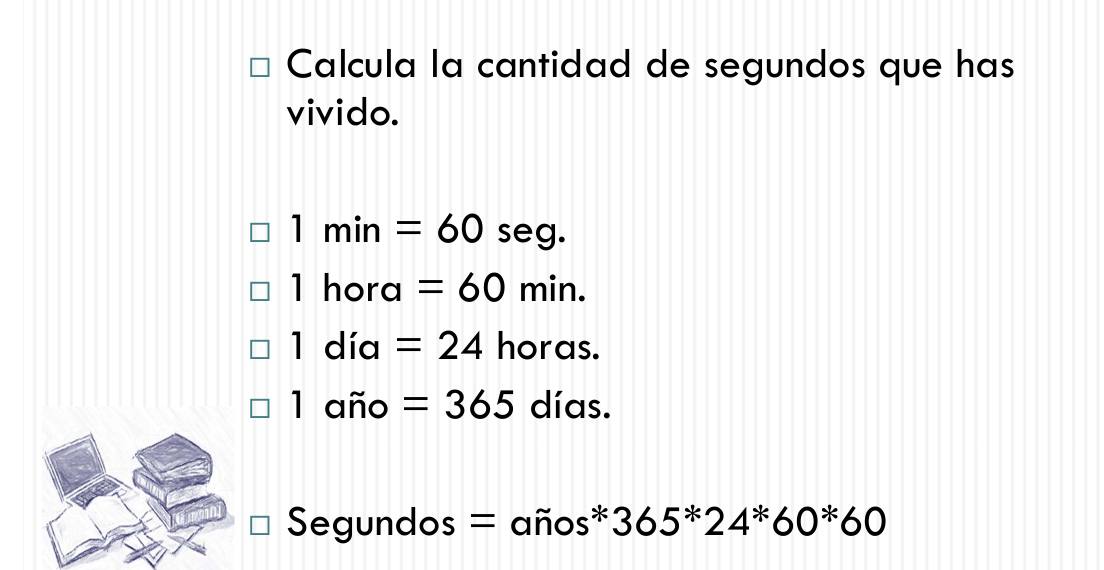 Calcula la cantidad de segundos que has
vivido.
1 min = 60 seg.
1 hora = 60 min.
1 día = 24 horas.
1 año = 365 días.
Segundos = años*365*24*60*60